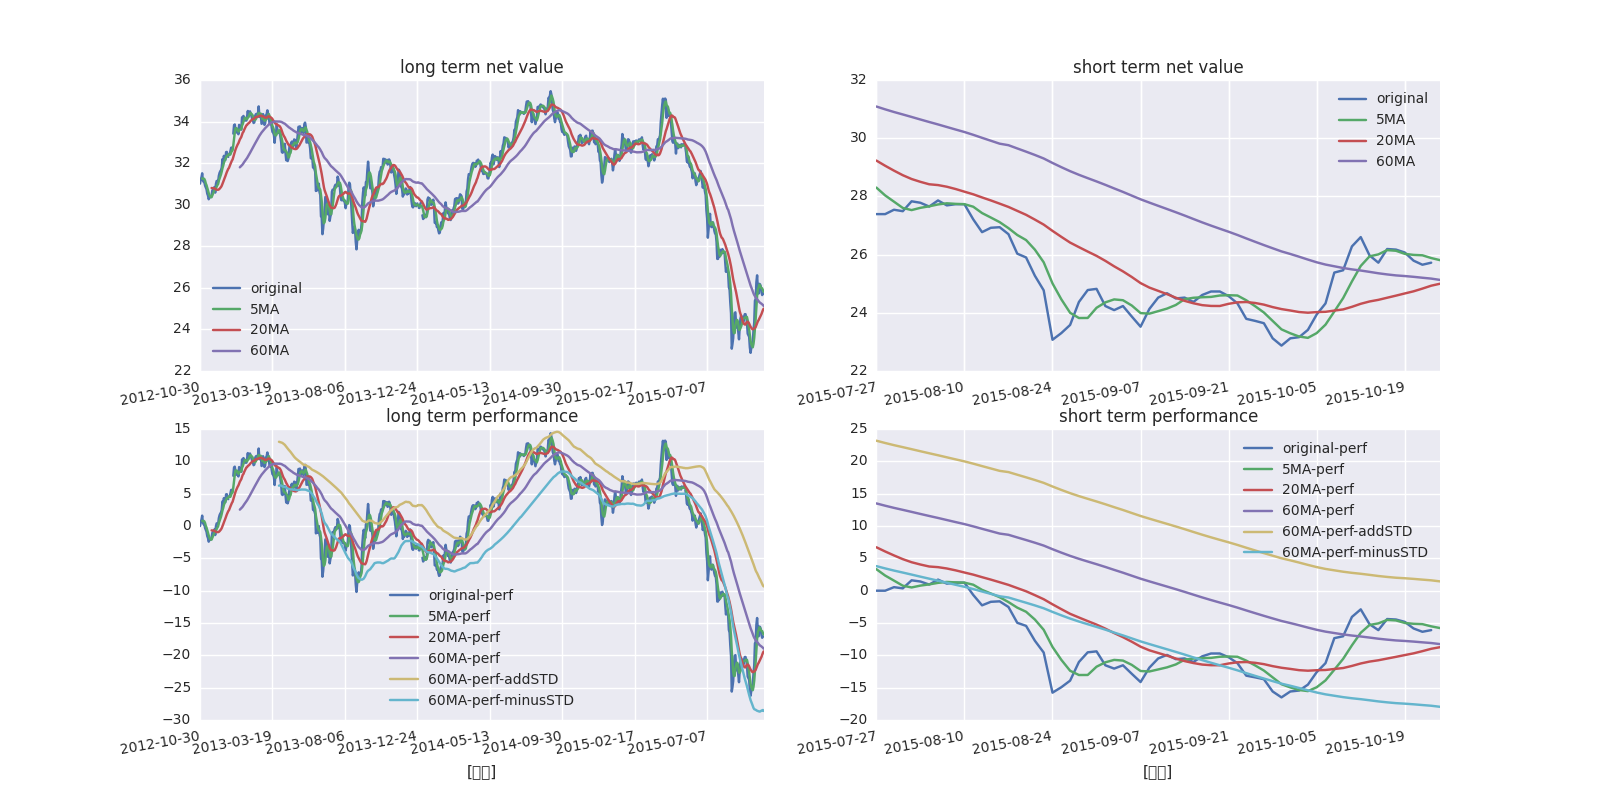 long term net value
36
34
32
30
28
26
24
22
original
5MA
20MA
60MA
2012-10-30
2013-03-19
2013-08-06
2013-12-24
2014-05-13
2014-09-30
2015-02-17
2015-07-07
short term net value
32
30
28
26
24
22
original
5MA
20MA
60MA
2015-07-27
2015-08-10
2015-08-24
2015-09-07
2015-09-21
2015-10-05
2015-10-19
long term performance
15
10
5
0
−5
−10
−15
−20
−25
−30
original-perf
5MA-perf
20MA-perf
60MA-perf
60MA-perf-addSTD
60MA-perf-minusSTD
2012-10-30
2013-03-19
2013-08-06
2013-12-24
2014-05-13
2014-09-30
2015-02-17
2015-07-07
short term performance
25
20
15
10
5
0
−5
−10
−15
−20
original-perf
5MA-perf
20MA-perf
60MA-perf
60MA-perf-addSTD
60MA-perf-minusSTD
2015-07-27
2015-08-10
2015-08-24
2015-09-07
2015-09-21
2015-10-05
2015-10-19